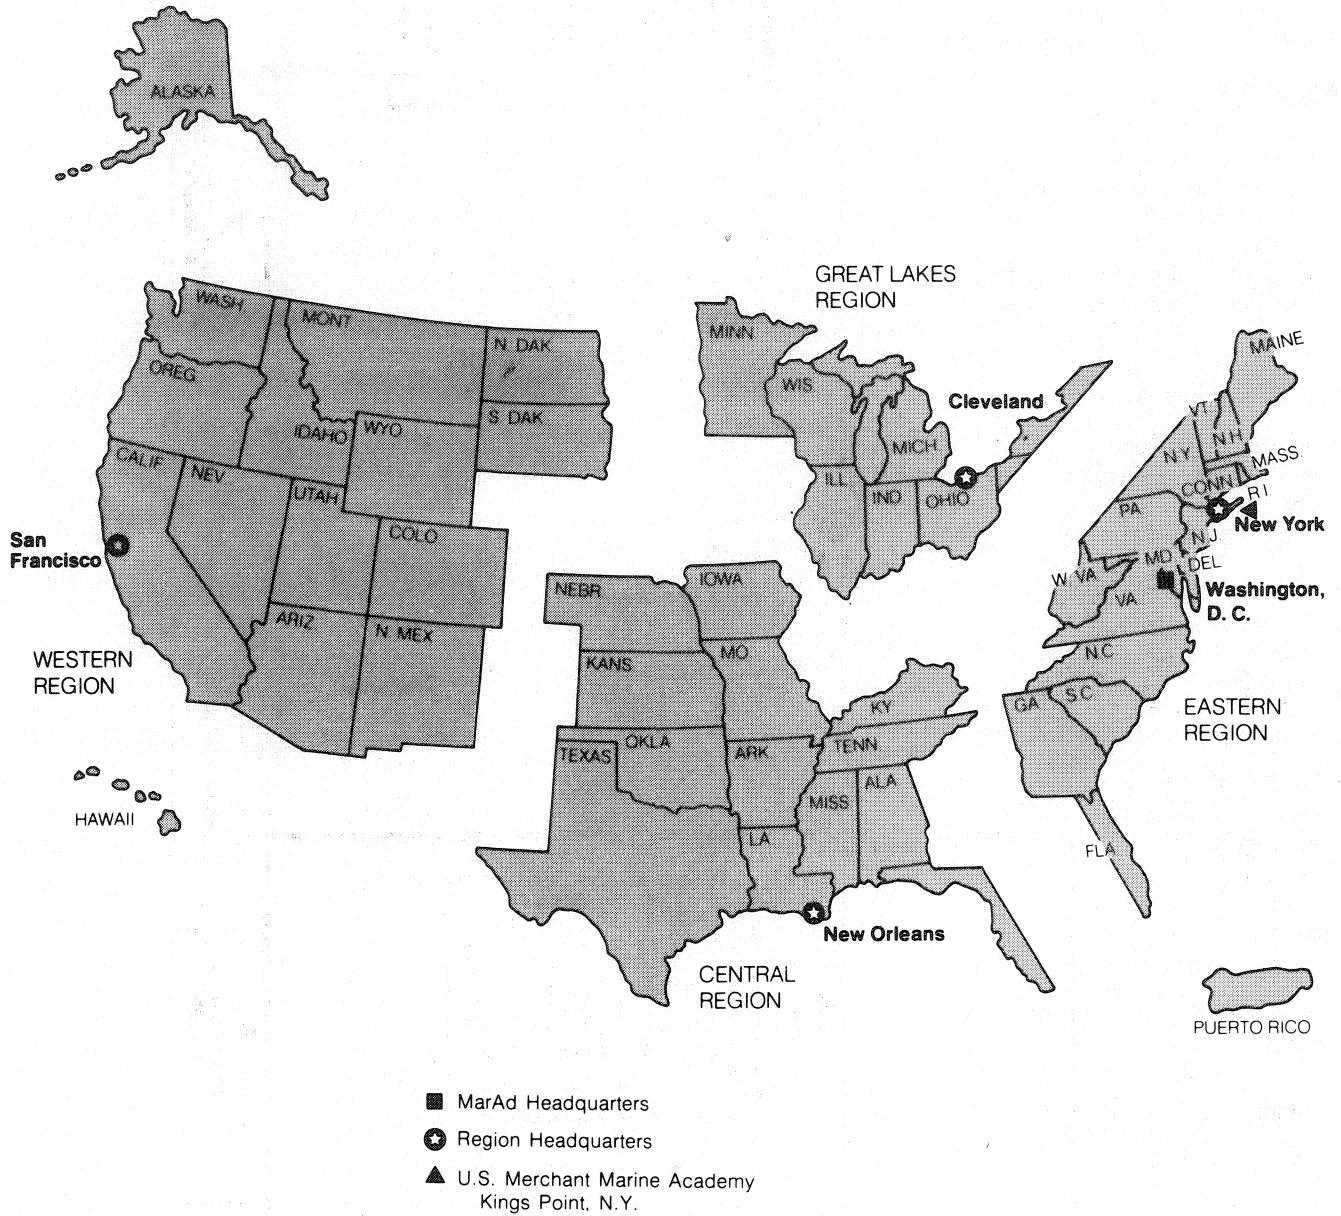 ALASKA
GREAT LAKES
REGION
WASH
MONT
N. DAK
MINN
MAINE
OREG
WIS
Cleveland
VT
S DAK
IDAHO
WYO
N H
MICH
CALIF
NEV
N Y
MASS
UTAH
ILL
IND
OHIO
CONN
R I
PA
New York
COLO
San
Francisco
N J.
MD
DEL
W VA
Washington,
D. C.
VA
NEBR
IOWA
ARIZ
N MEX
WESTERN
REGION
KANS
MO
N.C
KY
GA
S.C
EASTERN
REGION
OKLA
TEXAS
ARK
TENN
ALA
MISS
HAWAII
LA
FLA
New Orleans
CENTRAL
REGION
PUERTO RICO
MarAd Headquarters
Region Headquarters
U.S. Merchant Marine Academy
Kings Point, N.Y.